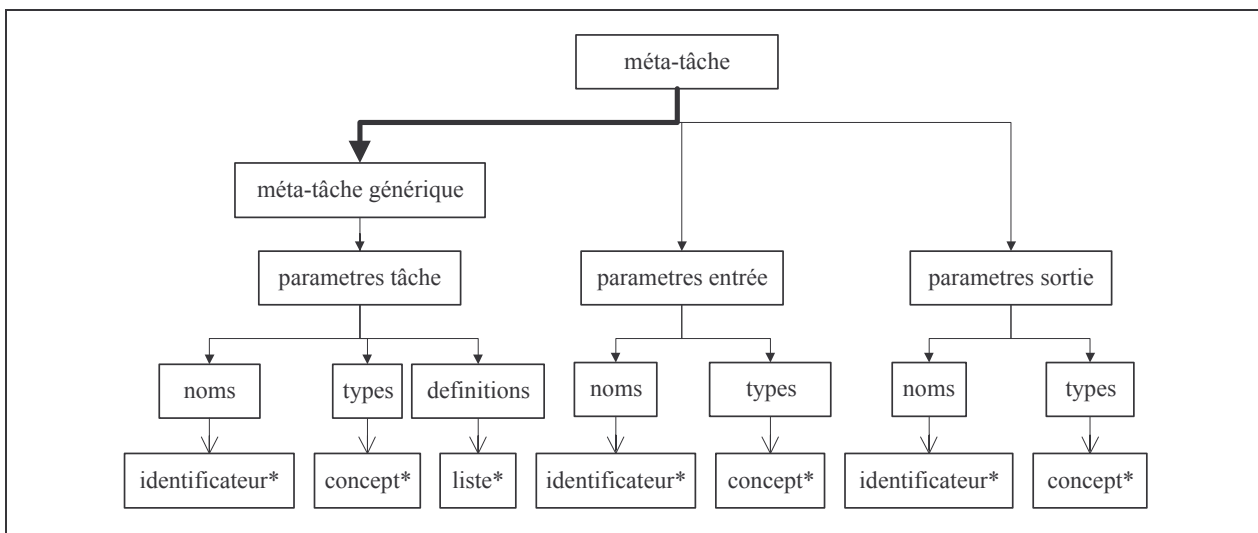 méta-tâche
méta-tâche générique
parametres tâche
parametres entrée
parametres sortie
noms
types
definitions
noms
types
noms
types
identificateur*
concept*
liste*
identificateur*
concept*
identificateur*
concept*